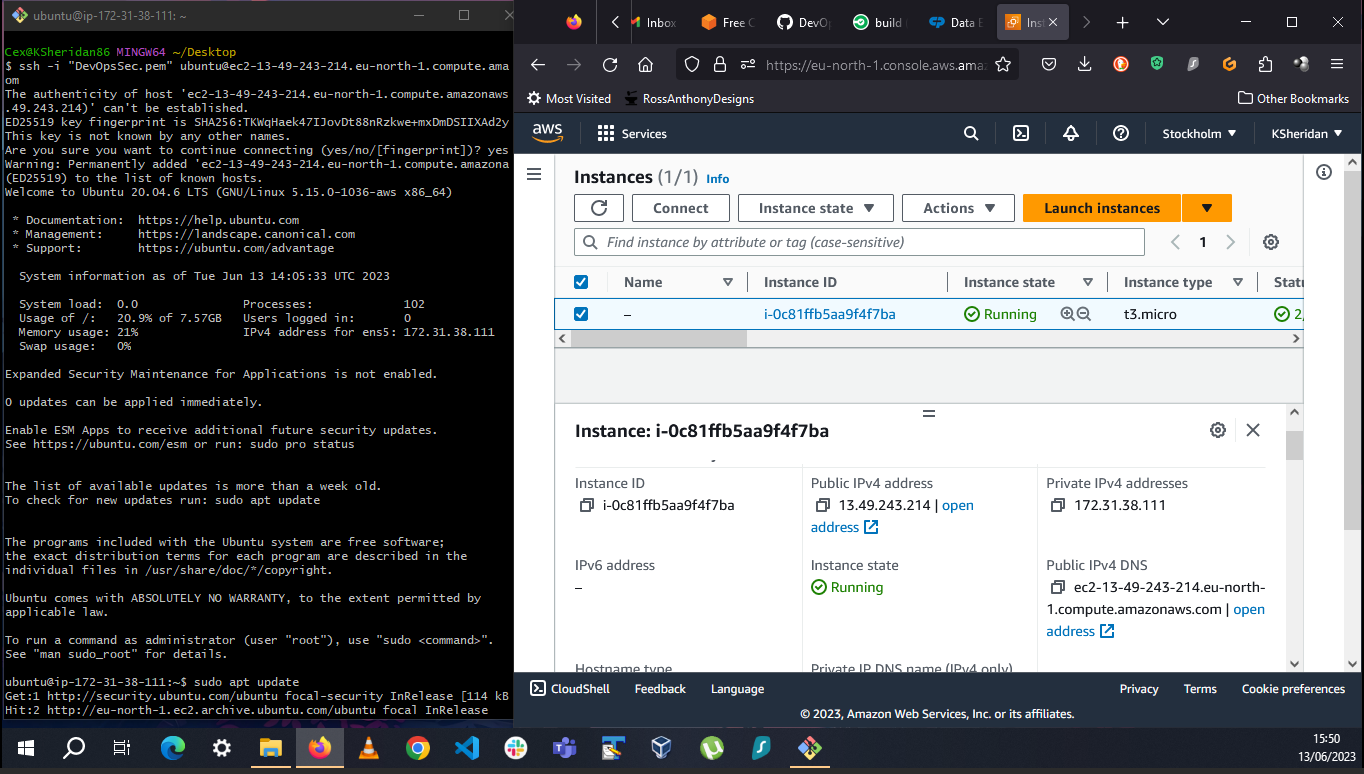 ubuntu@ip-172-31-38-111: ~
Cex@KSheridan86 MINGW64 ~/Desktop
$ ssh -i "DevOpsSec.pem" ubuntu@ec2-13-49-243-214.eu-north-1.compute.ama
om
The authenticity of host 'ec2-13-49-243-214.eu-north-1.compute.amazonaws
.49.243.214)' can't be established.
ED25519 key fingerprint is SHA256:TKWqHaek47IJovDt88nRzkwe+mxDmDSIIXAd2y
This key is not known by any other names.
Are you sure you want to continue connecting (yes/no/[fingerprint])? yes
Warning: Permanently added 'ec2-13-49-243-214.eu-north-1.compute.amazona
(ED25519) to the list of known hosts.
Welcome to Ubuntu 20.04.6 LTS (GNU/Linux 5.15.0-1036-aws x86_64)
* Documentation: https://help.ubuntu.com
* Management: https://landscape.canonical.com
* Support: https://ubuntu.com/advantage
System information as of Tue Jun 13 14:05:33 UTC 2023
System load: 0.0 Processes: 102
Usage of /: 20.9% of 7.57GB Users logged in: 0
Memory usage: 21% IPv4 address for ens5: 172.31.38.111
Swap usage: 0%
Expanded Security Maintenance for Applications is not enabled.
0 updates can be applied immediately.
Enable ESM Apps to receive additional future security updates.
See https://ubuntu.com/esm or run: sudo pro status
The list of available updates is more than a week old.
To check for new updates run: sudo apt update
The programs included with the Ubuntu system are free software;
the exact distribution terms for each program are described in the
individual files in /usr/share/doc/*/copyright.
Ubuntu comes with ABSOLUTELY NO WARRANTY, to the extent permitted by
applicable law.
To run a command as administrator (user "root"), use "sudo <command>".
See "man sudo_root" for details.
ubuntu@ip-172-31-38-111:~$ sudo apt update
Get:1 http://security.ubuntu.com/ubuntu focal-security InRelease [114 kB
Hit:2 http://eu-north-1.ec2.archive.ubuntu.com/ubuntu focal InRelease
Inbox Free C DevOp build Data E Inst
https://eu-north-1.console.aws.ama
Most Visited RossAnthonyDesigns Other Bookmarks
aws Services Stockholm KSheridan
Instances (1/1) Info
Connect Instance state Actions Launch instances
Find instance by attribute or tag (case-sensitive) 1
Name Instance ID Instance state Instance type Statu
– i-0c81ffb5aa9f4f7ba Running t3.micro 2,
Instance: i-0c81ffb5aa9f4f7ba
Instance ID Public IPv4 address Private IPv4 addresses
i-0c81ffb5aa9f4f7ba 13.49.243.214 | open 172.31.38.111
address
IPv6 address Instance state Public IPv4 DNS
– Running ec2-13-49-243-214.eu-north-
1.compute.amazonaws.com | open
address
Hostname type Private IP DNS name (IPv4 only)
CloudShell Feedback Language Privacy Terms Cookie preferences
© 2023, Amazon Web Services, Inc. or its affiliates.
15:50
13/06/2023